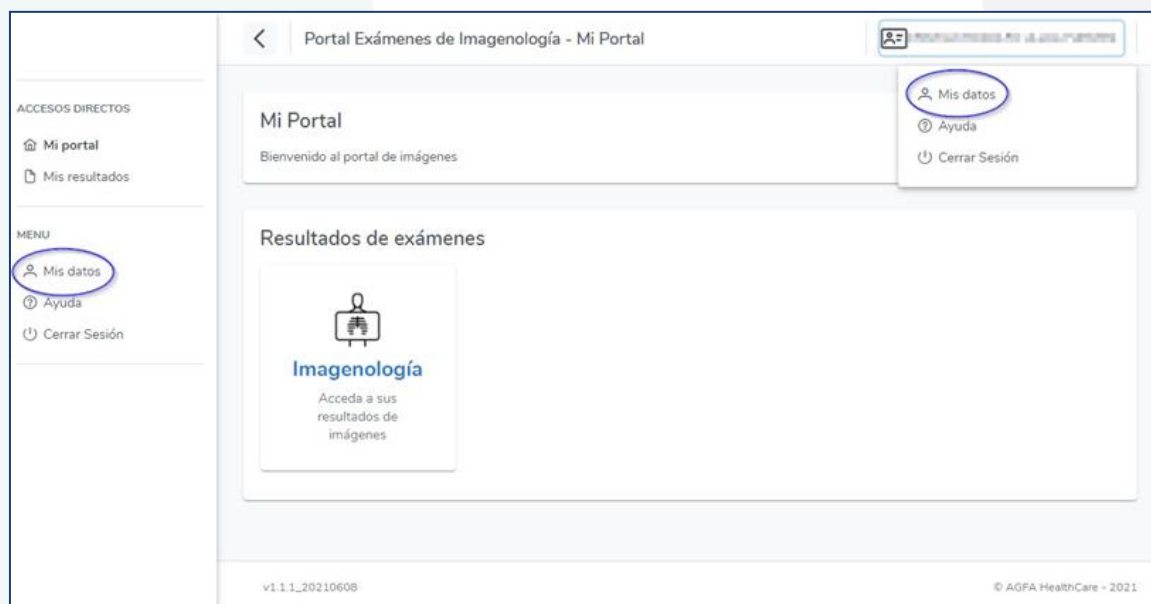 Portal Exámenes de Imagenología - Mi Portal
ACCESOS DIRECTOS
Mi portal
Mis resultados
MENU
Mis datos
Ayuda
Cerrar Sesión
Mi Portal
Bienvenido al portal de imágenes
Mis datos
Ayuda
Cerrar Sesión
Resultados de exámenes
Imagenología
Acceda a sus
resultados de
imágenes
v1.1.1_20210608
© AGFA HealthCare - 2021